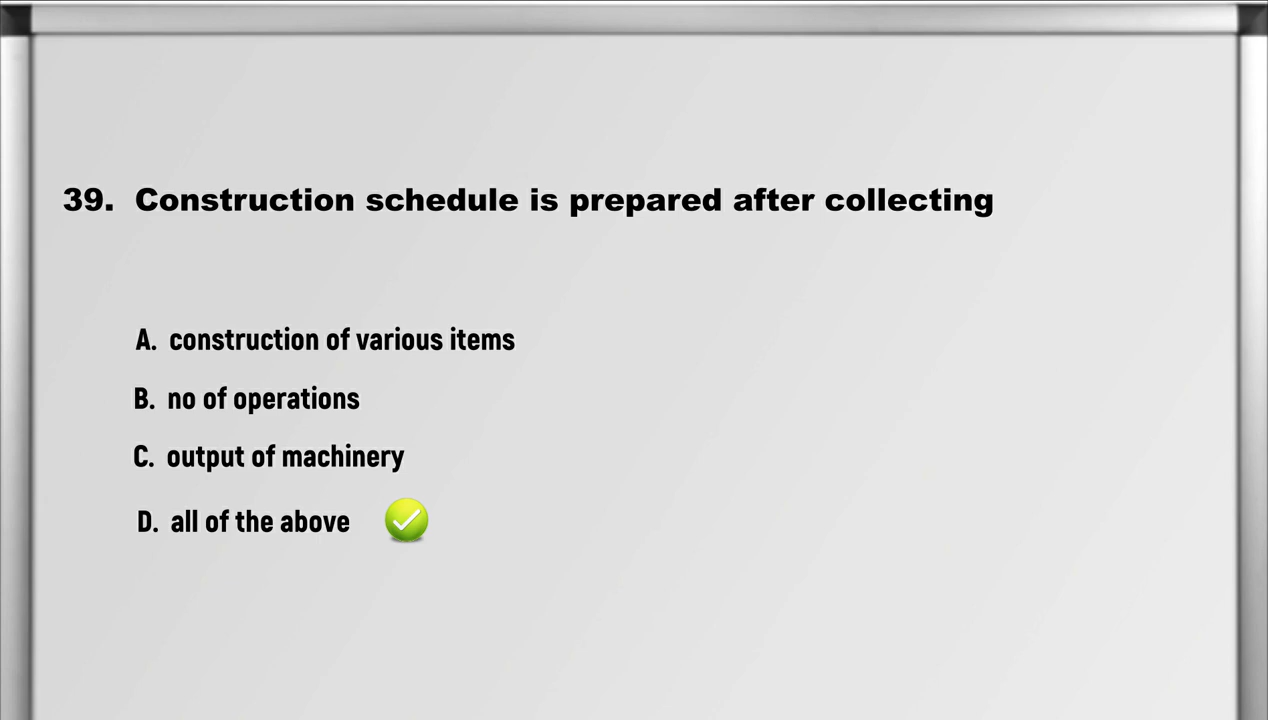 39. Construction schedule is prepared after collecting
A. construction of various items
B. no of operations
C. output of machinery
D. all of the above